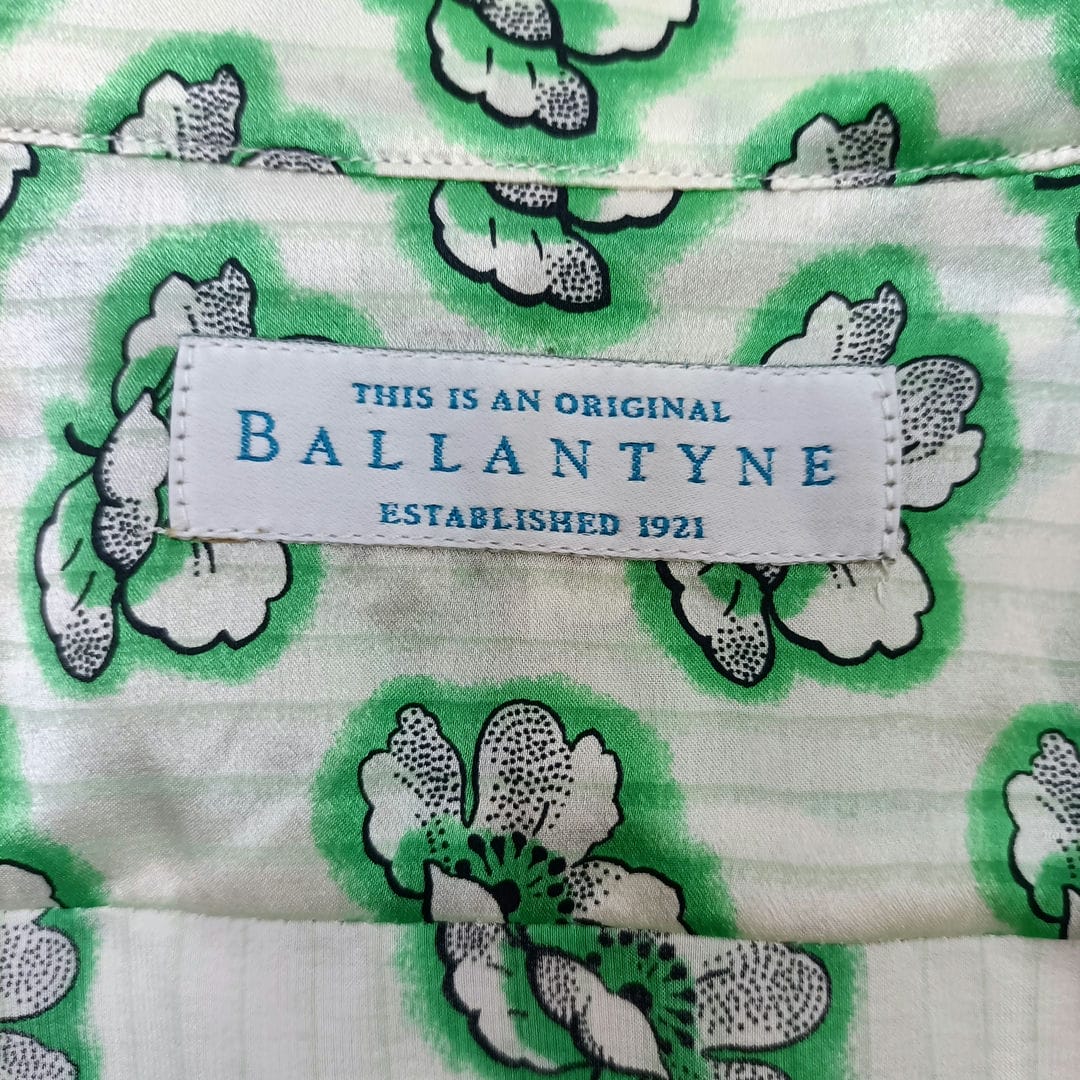 THIS IS AN ORIGINAL
BALLANTYNE
ESTABLISHED 1921